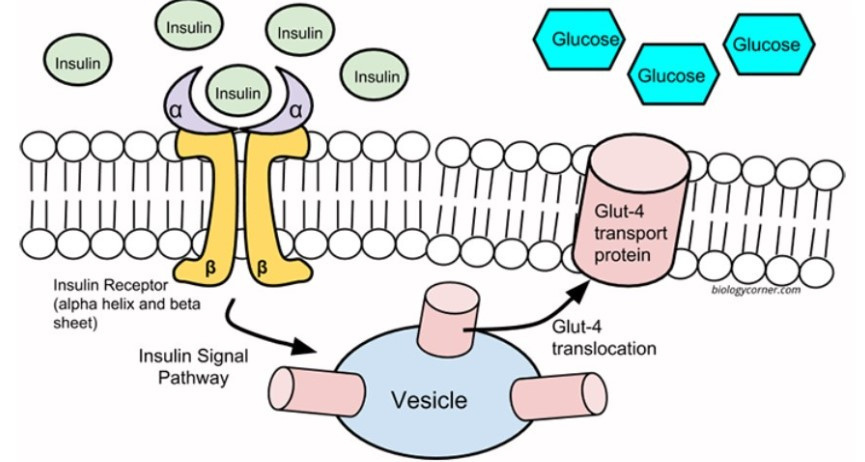 Insulin
Insulin
Insulin
Insulin
Insulin
Glucose
Glucose
Glucose
α
α
Glut-4
transport
protein
β
β
Insulin Receptor
(alpha helix and beta
sheet)
biologycorner.com
Insulin Signal
Pathway
Glut-4
translocation
Vesicle